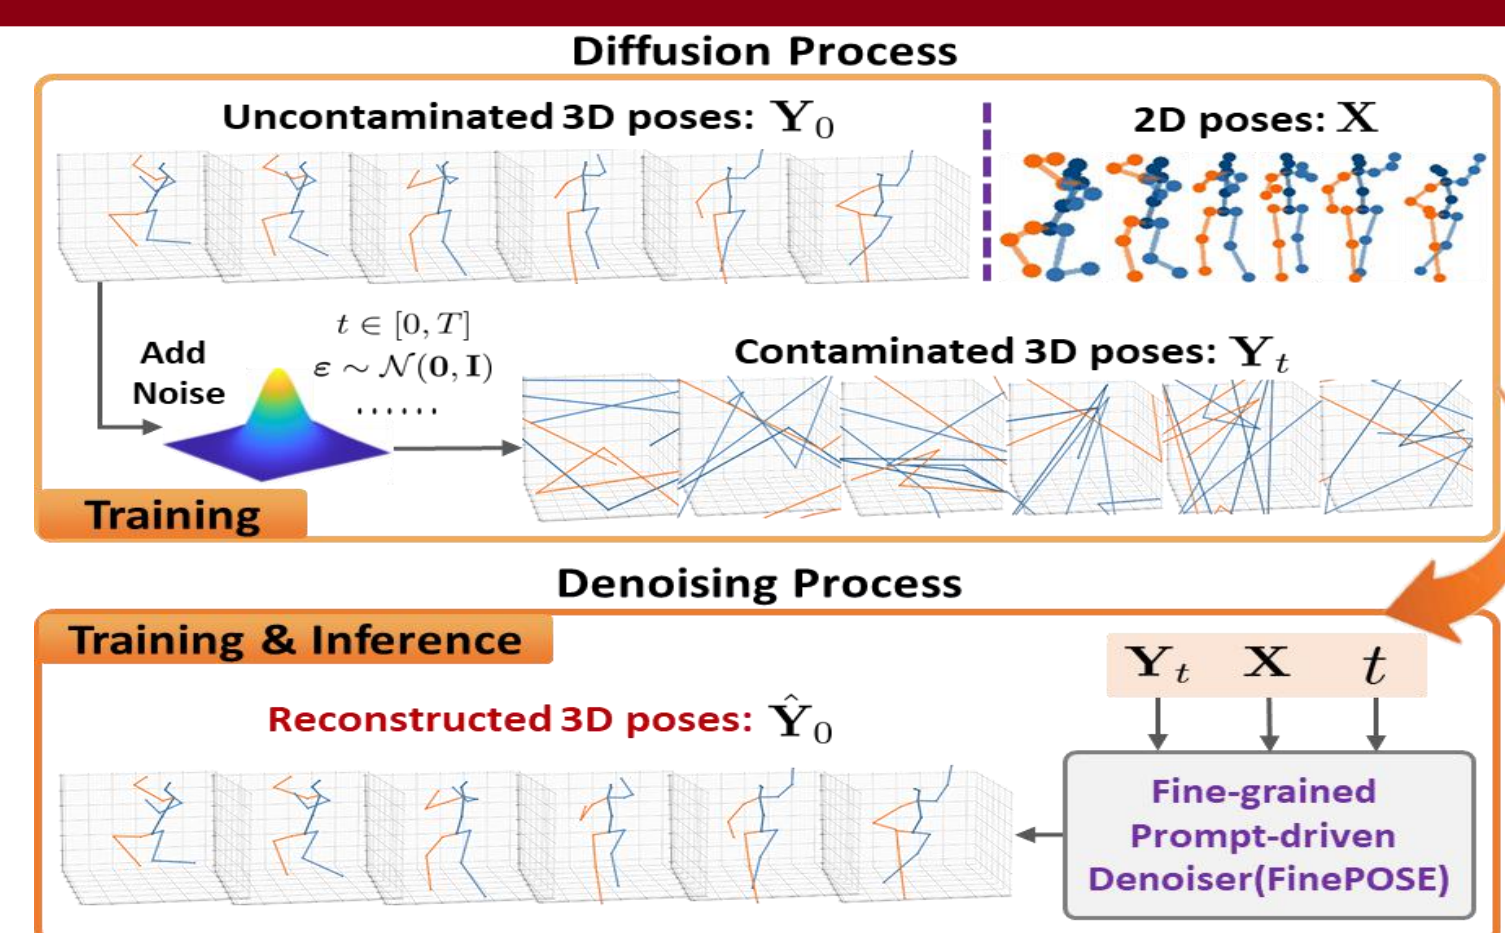 Diffusion Process
Uncontaminated 3D poses: Y₀
2D poses: X
t ∈ [0, T]
ε ∼ 𝒩(0, I)
······
Add
Noise
Contaminated 3D poses: Yₜ
Training
Denoising Process
Training & Inference
Yₜ X t
Reconstructed 3D poses: Ŷ₀
Fine-grained
Prompt-driven
Denoiser(FinePOSE)